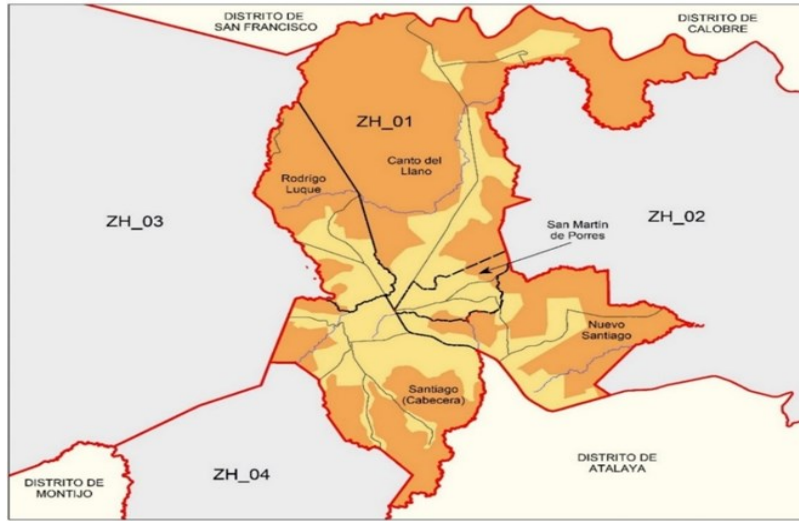 DISTRITO DE
SAN FRANCISCO
DISTRITO DE
CALOBRE
ZH_01
Canto del
Llano
Rodrigo
Luque
ZH_03
San Martín
de Porres
ZH_02
Nuevo
Santiago
Santiago
(Cabecera)
DISTRITO DE
ATALAYA
DISTRITO DE
MONTIJO
ZH_04